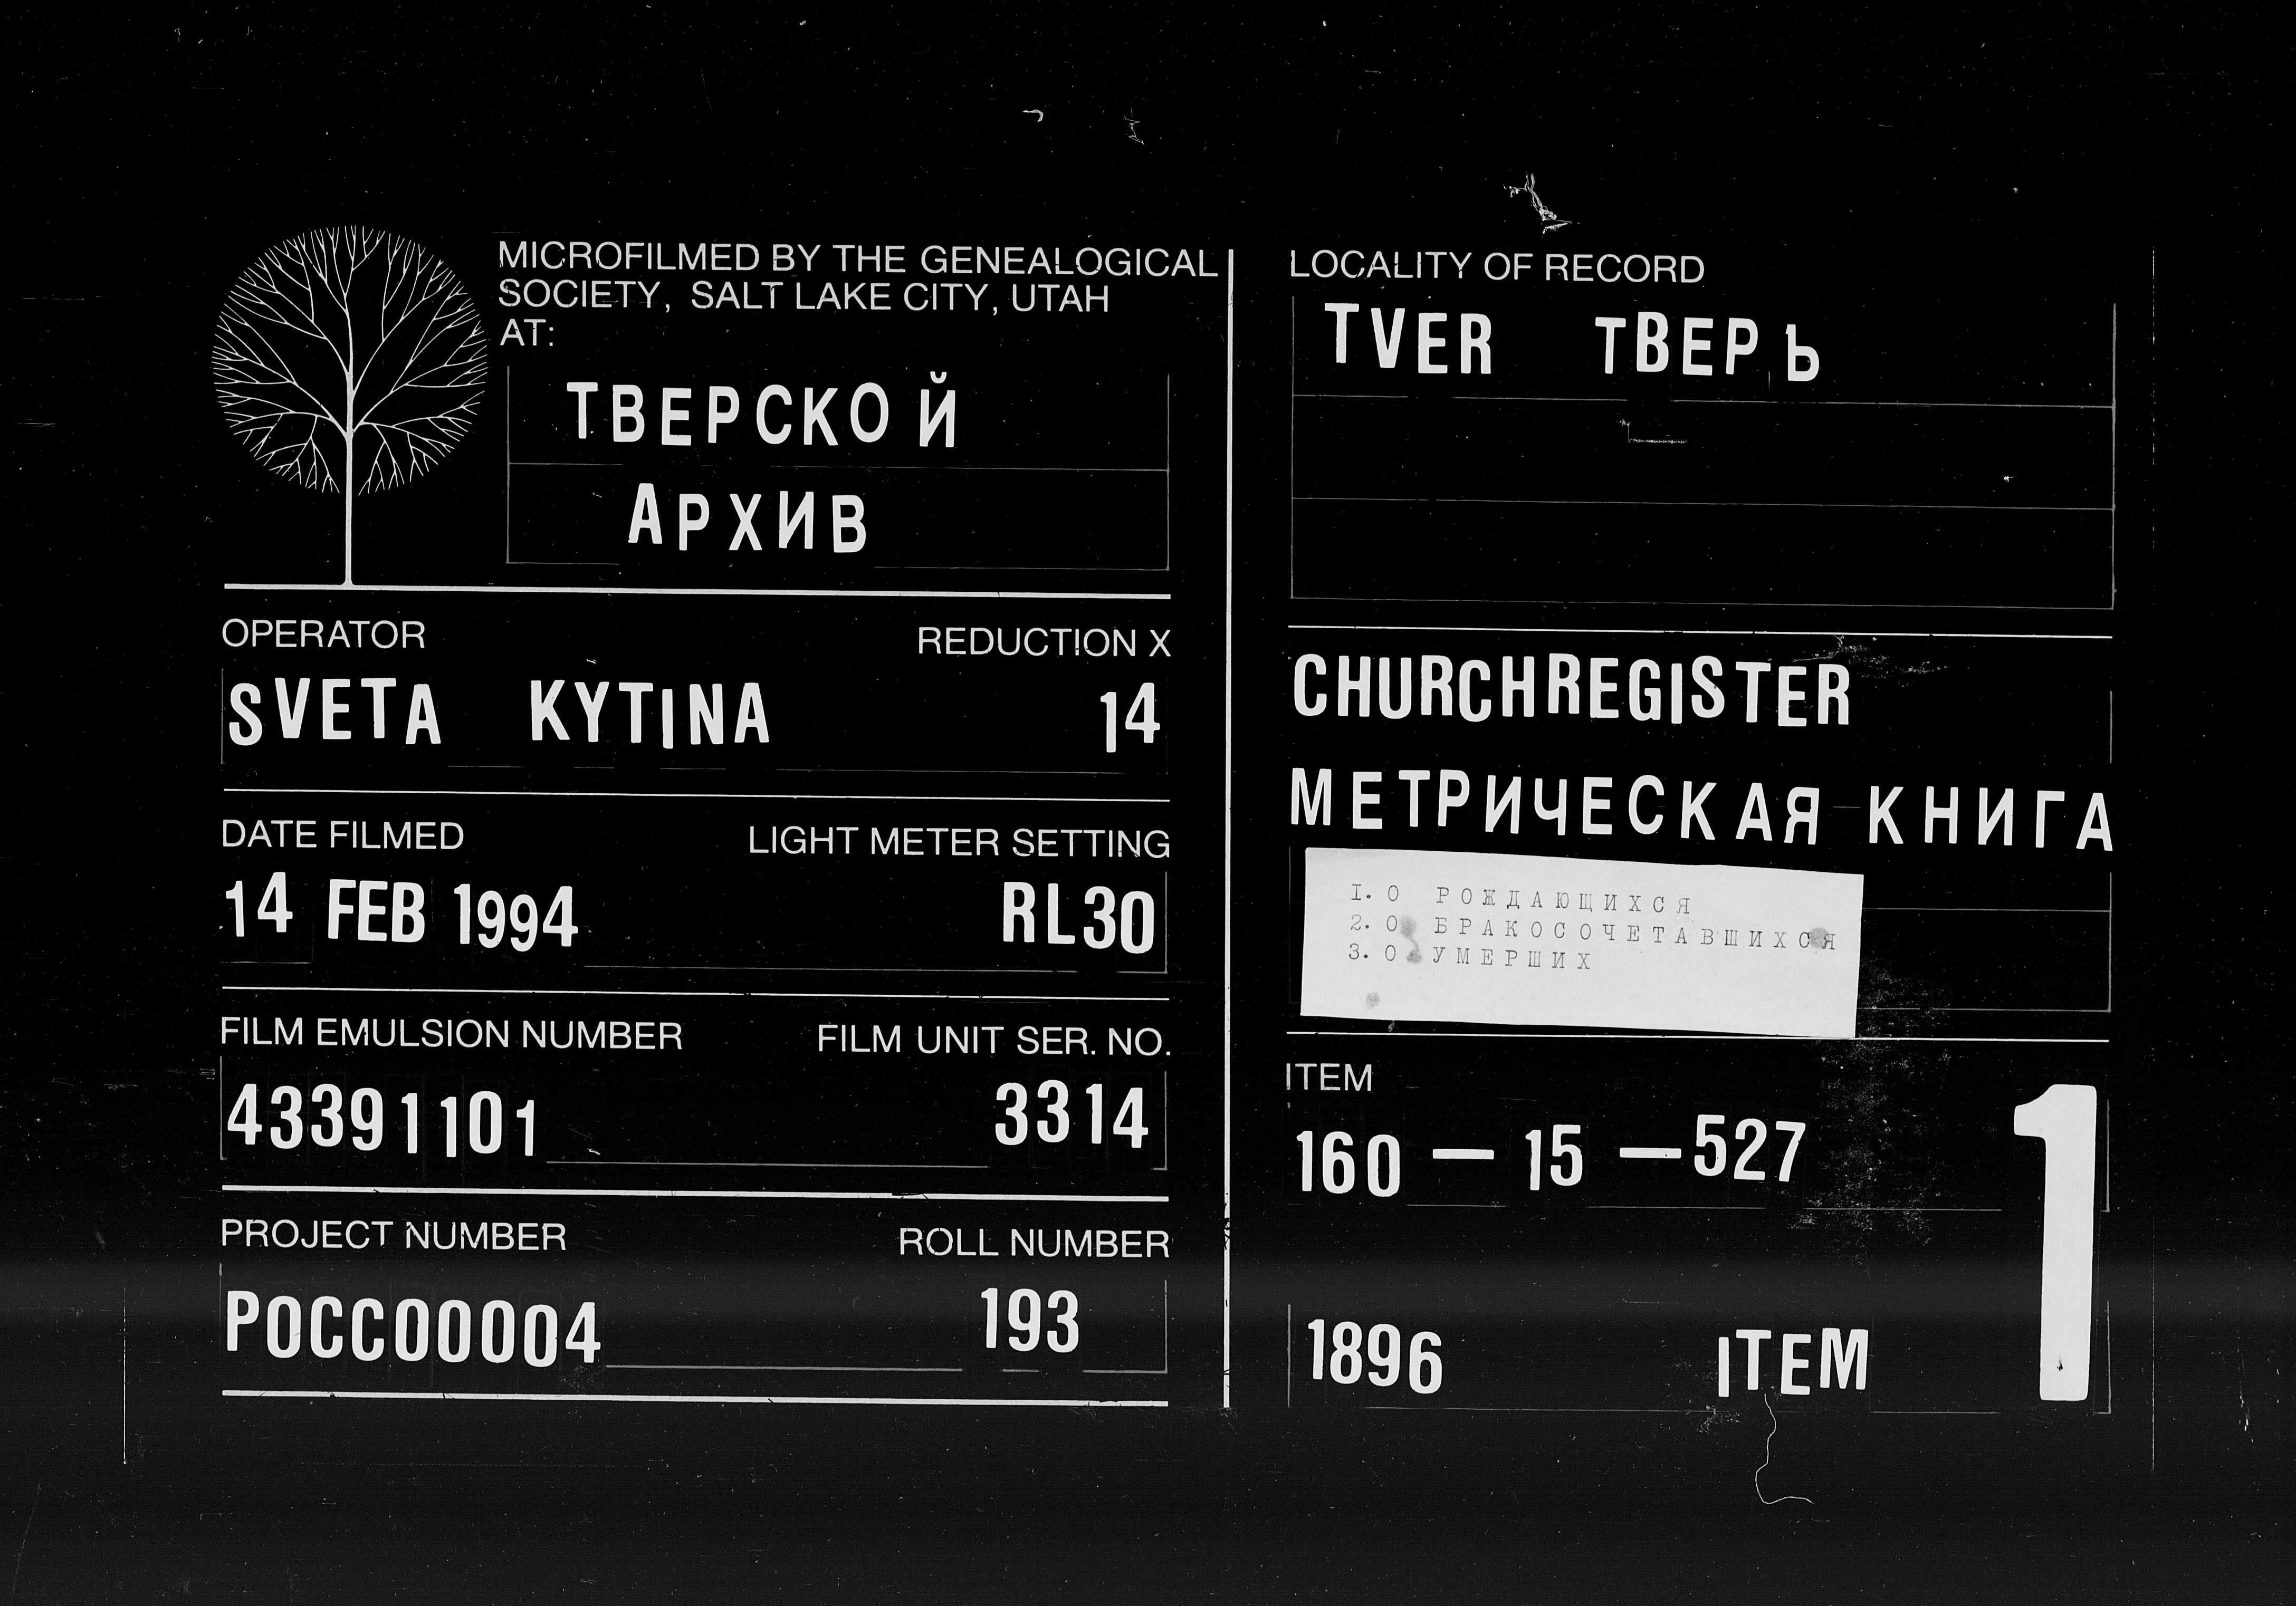 MICROFILMED BY THE GENEALOGICAL
SOCIETY, SALT LAKE CITY, UTAH
AT:
ТВЕРСКОЙ
АРХИВ
OPERATOR REDUCTION X
SVETA KYTINA 14
DATE FILMED LIGHT METER SETTING
14 FEB 1994 RL30
FILM EMULSION NUMBER FILM UNIT SER. NO.
43391101 3314
PROJECT NUMBER ROLL NUMBER
POCC00004 193
LOCALITY OF RECORD
TVER ТВЕРЬ
CHURCHREGISTER
МЕТРИЧЕСКАЯ КНИГА
I. О РОЖДАЮЩИХСЯ
2. О БРАКОСОЧЕТАВШИХСЯ
3. О УМЕРШИХ
ITEM
160 — 15 — 527
1896 ITEM 1